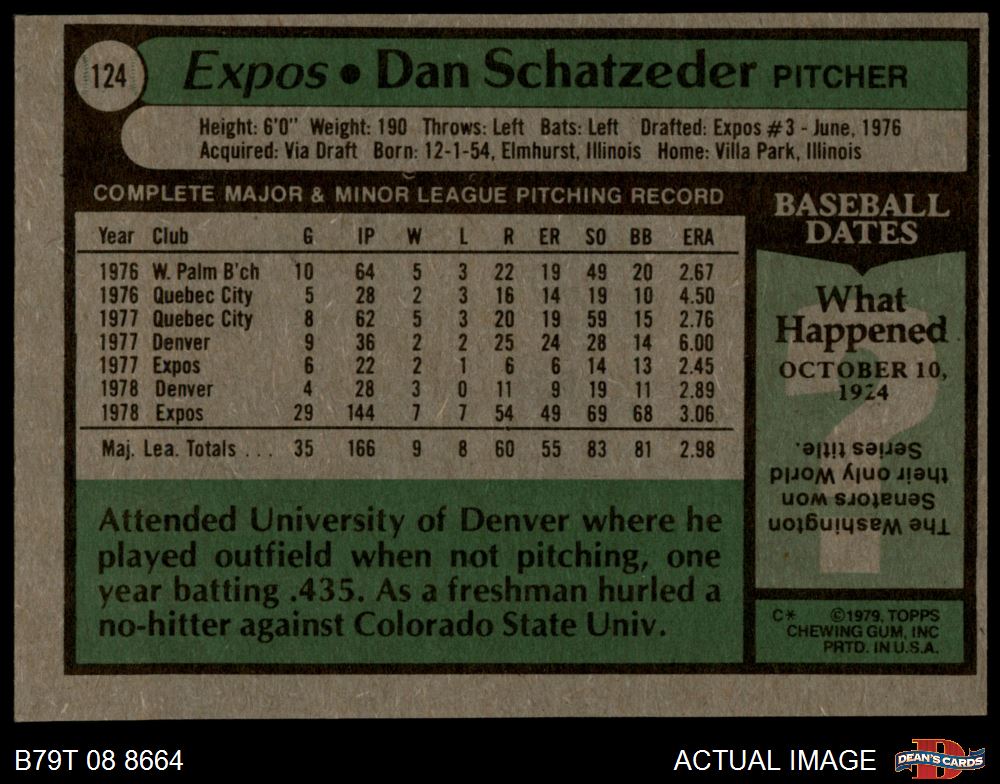 124
Expos • Dan Schatzeder PITCHER
Height: 6'0" Weight: 190 Throws: Left Bats: Left Drafted: Expos #3 - June, 1976
Acquired: Via Draft Born: 12-1-54, Elmhurst, Illinois Home: Villa Park, Illinois
COMPLETE MAJOR & MINOR LEAGUE PITCHING RECORD
Year Club G IP W L R ER SO BB ERA
1976 W. Palm B'ch 10 64 5 3 22 19 49 20 2.67
1976 Quebec City 5 28 2 3 16 14 19 10 4.50
1977 Quebec City 8 62 5 3 20 19 59 15 2.76
1977 Denver 9 36 2 2 25 24 28 14 6.00
1977 Expos 6 22 2 1 6 6 14 13 2.45
1978 Denver 4 28 3 0 11 9 19 11 2.89
1978 Expos 29 144 7 7 54 49 69 68 3.06
Maj. Lea. Totals ... 35 166 9 8 60 55 83 81 2.98
Attended University of Denver where he
played outfield when not pitching, one
year batting .435. As a freshman hurled a
no-hitter against Colorado State Univ.
BASEBALL
DATES
What
Happened
OCTOBER 10,
1924
?
The Washington
Senators won
their only World
Series title.
C* ©1979, TOPPS
CHEWING GUM, INC
PRTD. IN U.S.A.
B79T 08 8664
ACTUAL IMAGE
D
DEAN'S CARDS